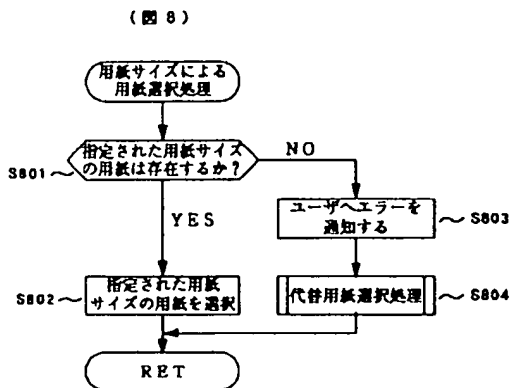 (図 8)
用紙サイズによる
用紙選択処理
指定された用紙サイズ
の用紙は存在するか?
S801
NO
YES
ユーザへエラーを
通知する
S803
指定された用紙
サイズの用紙を選択
S802
代替用紙選択処理
S804
RET